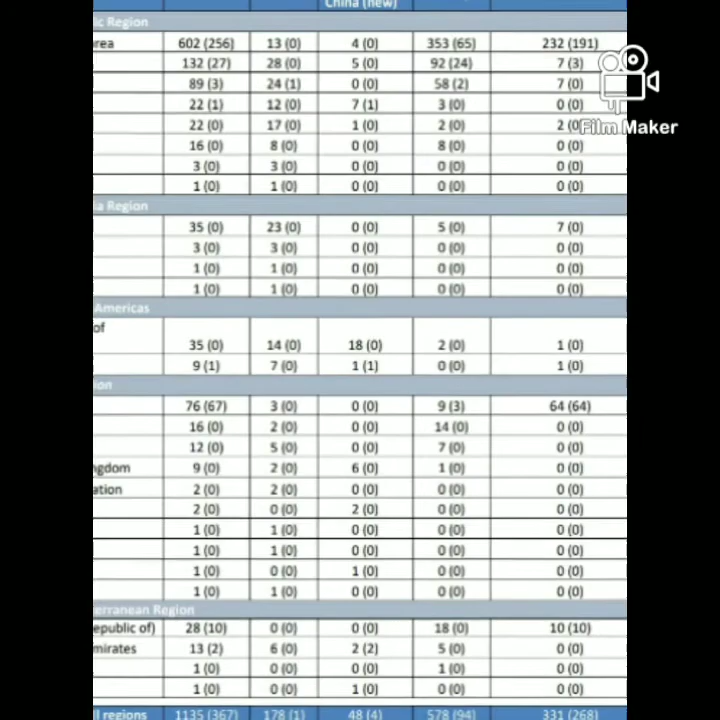 China (new)
ic Region
rea 602 (256) 13 (0) 4 (0) 353 (65) 232 (191)
132 (27) 28 (0) 5 (0) 92 (24) 7 (3)
89 (3) 24 (1) 0 (0) 58 (2) 7 (0)
22 (1) 12 (0) 7 (1) 3 (0) 0 (0)
22 (0) 17 (0) 1 (0) 2 (0) 2 (0)
Film Maker
16 (0) 8 (0) 0 (0) 8 (0) 0 (0)
3 (0) 3 (0) 0 (0) 0 (0) 0 (0)
1 (0) 1 (0) 0 (0) 0 (0) 0 (0)
ia Region
35 (0) 23 (0) 0 (0) 5 (0) 7 (0)
3 (0) 3 (0) 0 (0) 0 (0) 0 (0)
1 (0) 1 (0) 0 (0) 0 (0) 0 (0)
1 (0) 1 (0) 0 (0) 0 (0) 0 (0)
Americas
of
35 (0) 14 (0) 18 (0) 2 (0) 1 (0)
9 (1) 7 (0) 1 (1) 0 (0) 1 (0)
ion
76 (67) 3 (0) 0 (0) 9 (3) 64 (64)
16 (0) 2 (0) 0 (0) 14 (0) 0 (0)
12 (0) 5 (0) 0 (0) 7 (0) 0 (0)
ngdom 9 (0) 2 (0) 6 (0) 1 (0) 0 (0)
ation 2 (0) 2 (0) 0 (0) 0 (0) 0 (0)
2 (0) 0 (0) 2 (0) 0 (0) 0 (0)
1 (0) 1 (0) 0 (0) 0 (0) 0 (0)
1 (0) 1 (0) 0 (0) 0 (0) 0 (0)
1 (0) 0 (0) 1 (0) 0 (0) 0 (0)
1 (0) 1 (0) 0 (0) 0 (0) 0 (0)
erranean Region
epublic of) 28 (10) 0 (0) 0 (0) 18 (0) 10 (10)
mirates 13 (2) 6 (0) 2 (2) 5 (0) 0 (0)
1 (0) 0 (0) 0 (0) 1 (0) 0 (0)
1 (0) 0 (0) 1 (0) 0 (0) 0 (0)
ll regions 1135 (367) 178 (1) 48 (4) 578 (94) 331 (268)